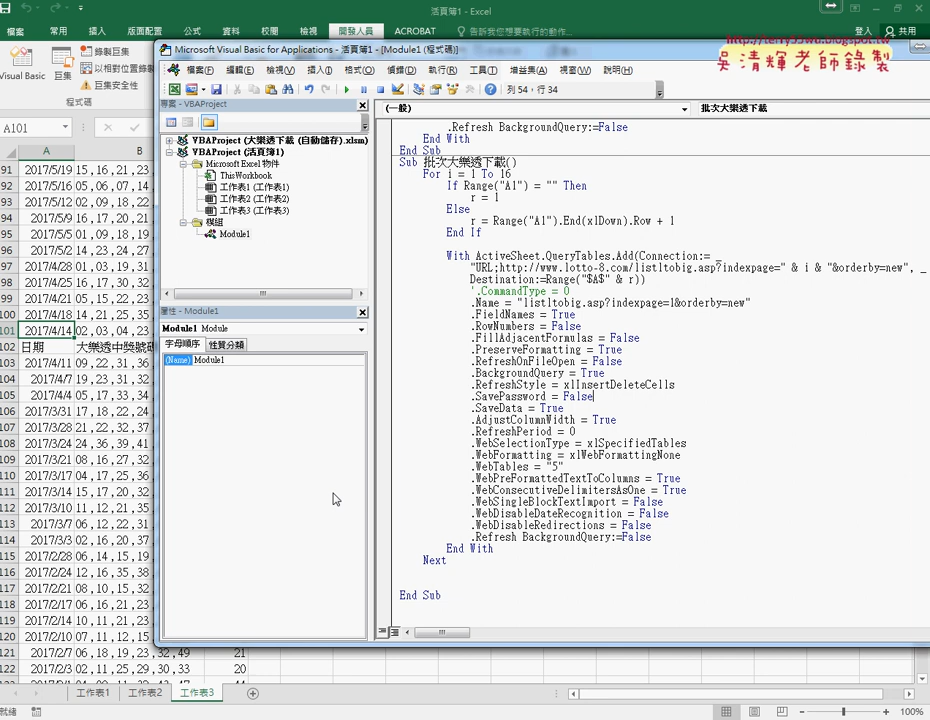 活頁簿1 - Excel
檔案 常用 插入 版面配置 公式 資料 校閱 檢視 開發人員 ACROBAT 告訴我您想要執行的動作... 登入 共用
Visual Basic 巨集
錄製巨集
以相對位置錄製
巨集安全性
程式碼
http://terry55wu.blogspot.tw
吳清輝老師錄製
A101
A B
91 2017/5/19 15,16,21,23
92 2017/5/16 05,06,07,14
93 2017/5/12 02,09,18,22
94 2017/5/9 16,17,20,21
95 2017/5/5 01,09,18,19
96 2017/5/2 14,23,24,27
97 2017/4/28 01,03,19,31
98 2017/4/25 16,17,30,32
99 2017/4/21 05,15,22,23
100 2017/4/18 14,21,25,35
101 2017/4/14 02,03,04,23
102 日期 大樂透中獎號碼
103 2017/4/11 09,22,31,36
104 2017/4/7 19,23,31,32
105 2017/4/4 05,17,33,34
106 2017/3/31 17,18,22,24
107 2017/3/28 21,22,32,37
108 2017/3/24 24,36,39,41
109 2017/3/21 08,16,27,32
110 2017/3/17 04,17,25,36
111 2017/3/14 15,17,20,32
112 2017/3/10 11,12,21,35
113 2017/3/7 06,12,22,31
114 2017/3/3 02,16,20,37
115 2017/2/28 06,14,15,19
116 2017/2/24 12,16,35,38
117 2017/2/21 08,10,15,32
118 2017/2/17 06,16,21,23
119 2017/2/14 10,11,21,23
120 2017/2/10 07,11,12,15
121 2017/2/7 06,18,19,23,32,49 21
122 2017/2/3 02,11,25,29,30,33 20
工作表1 工作表2 工作表3
就緒
100%
Microsoft Visual Basic for Applications - 活頁簿1 - [Module1 (程式碼)]
檔案(F) 編輯(E) 檢視(V) 插入(I) 格式(O) 偵錯(D) 執行(R) 工具(T) 增益集(A) 視窗(W) 說明(H)
列 54，行 34
專案 - VBAProject
VBAProject (大樂透下載 (自動儲存).xlsm)
VBAProject (活頁簿1)
Microsoft Excel 物件
ThisWorkbook
工作表1 (工作表1)
工作表2 (工作表2)
工作表3 (工作表3)
模組
Module1
屬性 - Module1
Module1 Module
字母順序 性質分類
(Name) Module1
(一般) 批次大樂透下載
.Refresh BackgroundQuery:=False
End With
End Sub
Sub 批次大樂透下載()
For i = 1 To 16
If Range("A1") = "" Then
r = 1
Else
r = Range("A1").End(xlDown).Row + 1
End If
With ActiveSheet.QueryTables.Add(Connection:= _
"URL;http://www.lotto-8.com/listltobig.asp?indexpage=" & i & "&orderby=new", _
Destination:=Range("$A$" & r))
'.CommandType = 0
.Name = "listltobig.asp?indexpage=1&orderby=new"
.FieldNames = True
.RowNumbers = False
.FillAdjacentFormulas = False
.PreserveFormatting = True
.RefreshOnFileOpen = False
.BackgroundQuery = True
.RefreshStyle = xlInsertDeleteCells
.SavePassword = False
.SaveData = True
.AdjustColumnWidth = True
.RefreshPeriod = 0
.WebSelectionType = xlSpecifiedTables
.WebFormatting = xlWebFormattingNone
.WebTables = "5"
.WebPreFormattedTextToColumns = True
.WebConsecutiveDelimitersAsOne = True
.WebSingleBlockTextImport = False
.WebDisableDateRecognition = False
.WebDisableRedirections = False
.Refresh BackgroundQuery:=False
End With
Next
End Sub